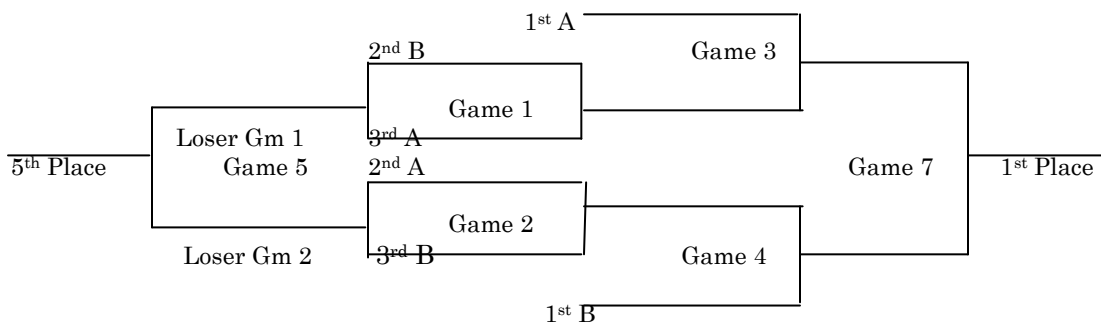 1st A
Game 3
2nd B
Game 1
Loser Gm 1
3rd A
5th Place
Game 5
2nd A
Game 7
1st Place
Game 2
Loser Gm 2
3rd B
Game 4
1st B